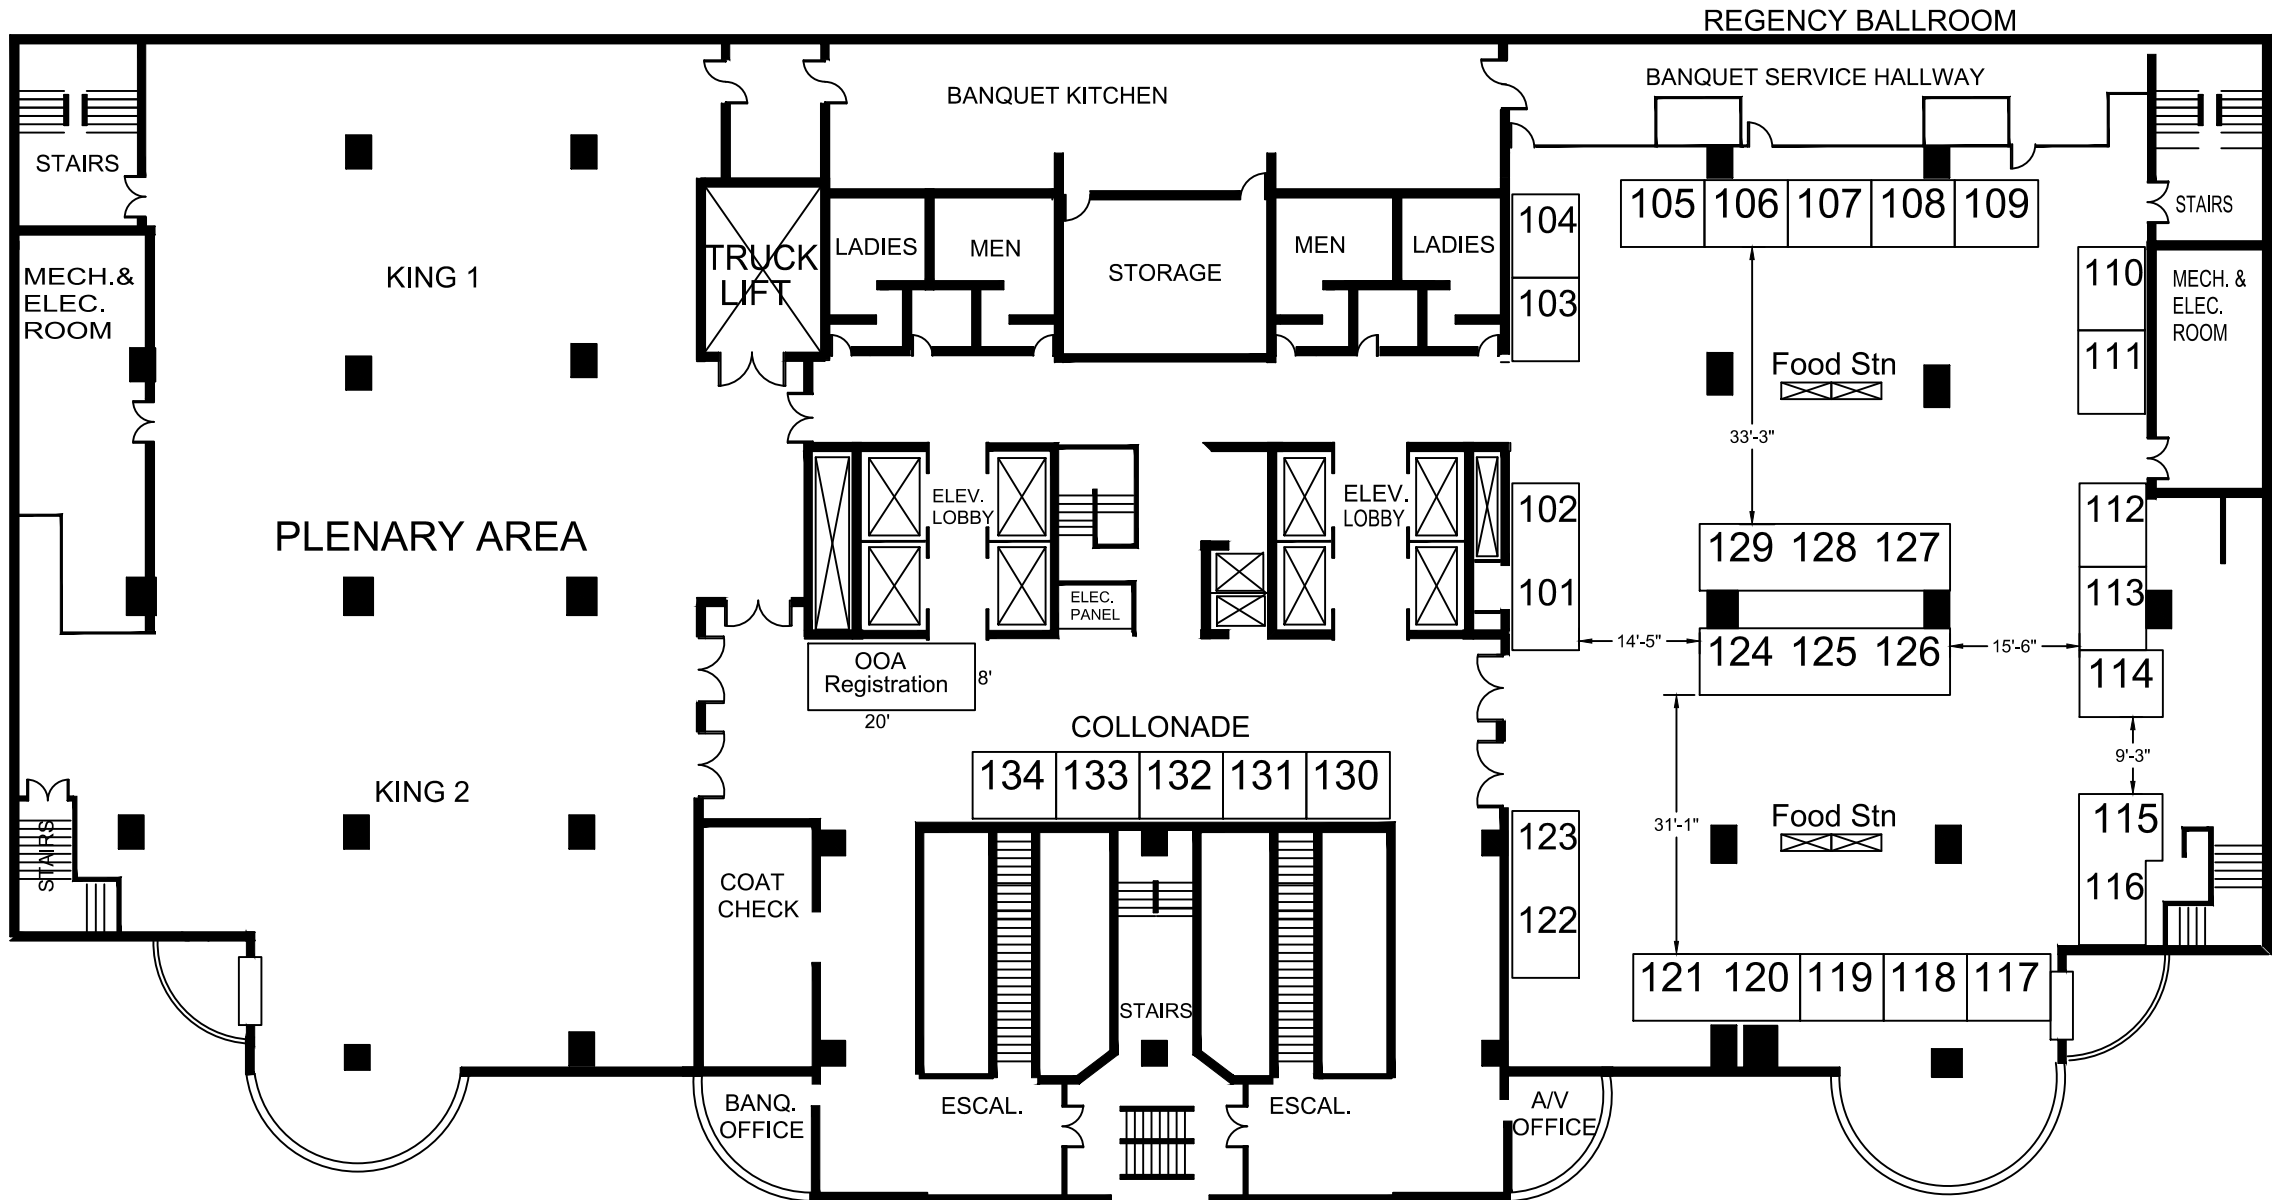 REGENCY BALLROOM
BANQUET SERVICE HALLWAY
BANQUET KITCHEN
STAIRS
STAIRS
105 106 107 108 109
104
103
LADIES
MEN
STORAGE
MEN
LADIES
TRUCK
LIFT
KING 1
MECH.&
ELEC.
ROOM
110
111
MECH. &
ELEC.
ROOM
Food Stn
33'-3"
102
101
ELEV.
LOBBY
ELEV.
LOBBY
PLENARY AREA
129 128 127
112
113
ELEC.
PANEL
14'-5"
124 125 126
15'-6"
114
OOA
Registration
8'
20'
COLLONADE
9'-3"
134 133 132 131 130
KING 2
STAIRS
31'-1"
Food Stn
123
122
115
116
COAT
CHECK
121 120 119 118 117
STAIRS
BANQ.
OFFICE
ESCAL.
ESCAL.
A/V
OFFICE